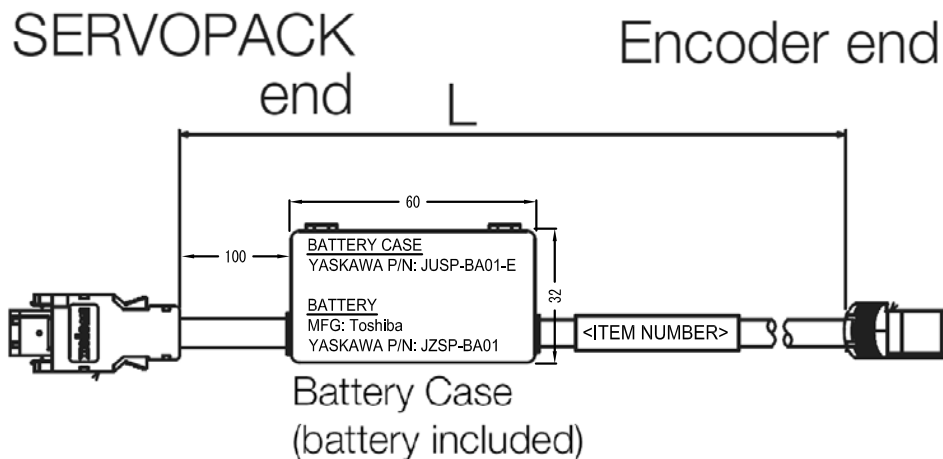 SERVOPACK
end
Encoder end
L
60
100
BATTERY CASE
YASKAWA P/N: JUSP-BA01-E
BATTERY
MFG: Toshiba
YASKAWA P/N: JZSP-BA01
32
<ITEM NUMBER>
Battery Case
(battery included)